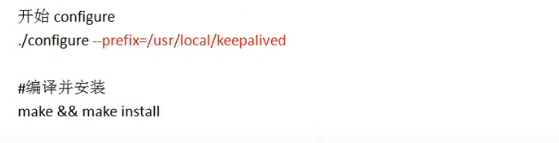 开始 configure
./configure --prefix=/usr/local/keepalived
#编译并安装
make && make install